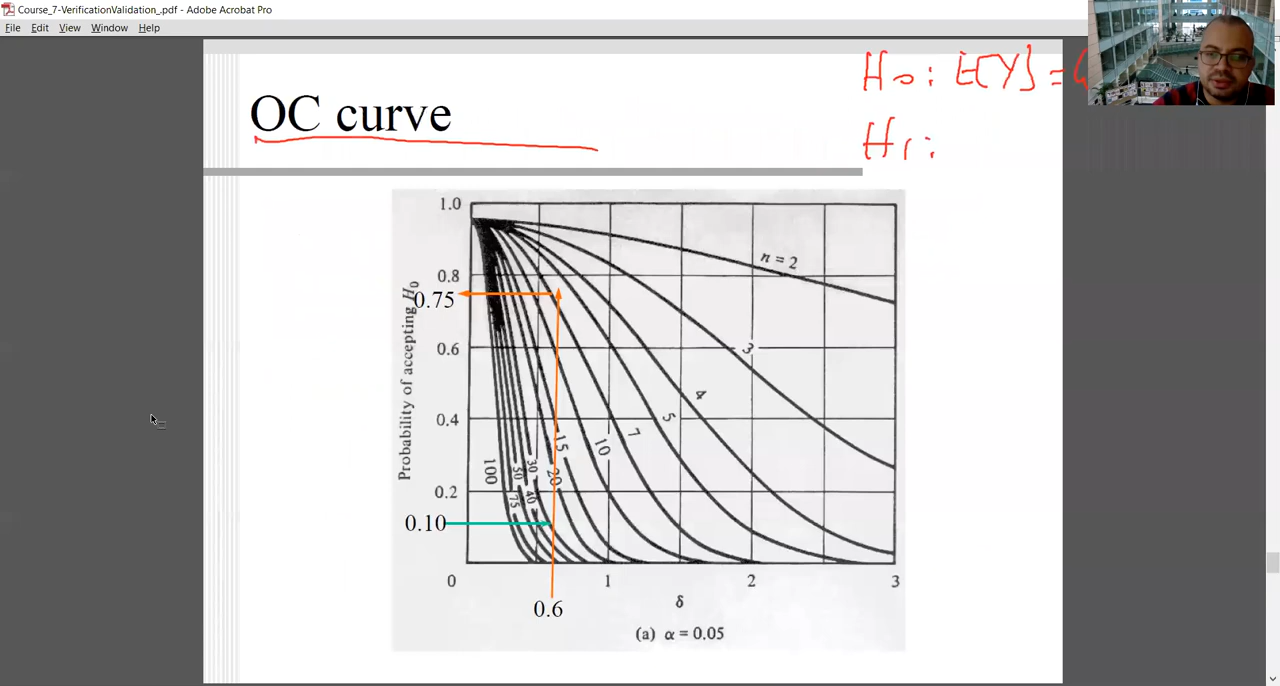 Course_7-VerificationValidation_.pdf - Adobe Acrobat Pro
File Edit View Window Help
H0: E[Y] =
H1:
OC curve
1.0
n = 2
0.8
0.75
0.6
3
4
5
0.4
7
10
15
20
30
40
50
75
100
0.2
0.10
Probability of accepting H0
0 1 2 3
0.6
δ
(a) α = 0.05